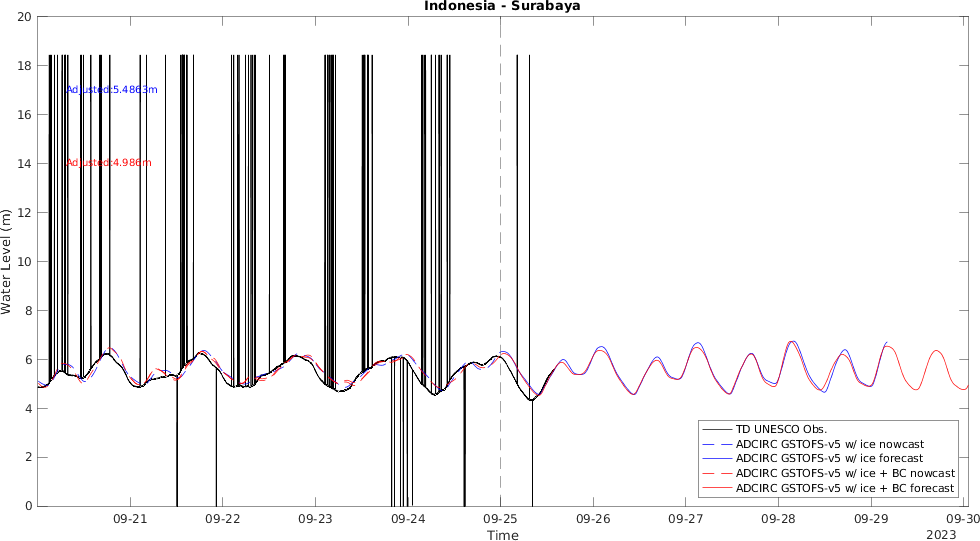 Indonesia - Surabaya
20
18
16
14
12
10
8
6
4
2
0
Water Level (m)
Adjusted:5.4863m
Adjusted:4.986m
TD UNESCO Obs.
ADCIRC GSTOFS-v5 w/ ice nowcast
ADCIRC GSTOFS-v5 w/ ice forecast
ADCIRC GSTOFS-v5 w/ ice + BC nowcast
ADCIRC GSTOFS-v5 w/ ice + BC forecast
09-21 09-22 09-23 09-24 09-25 09-26 09-27 09-28 09-29 09-30
Time
2023